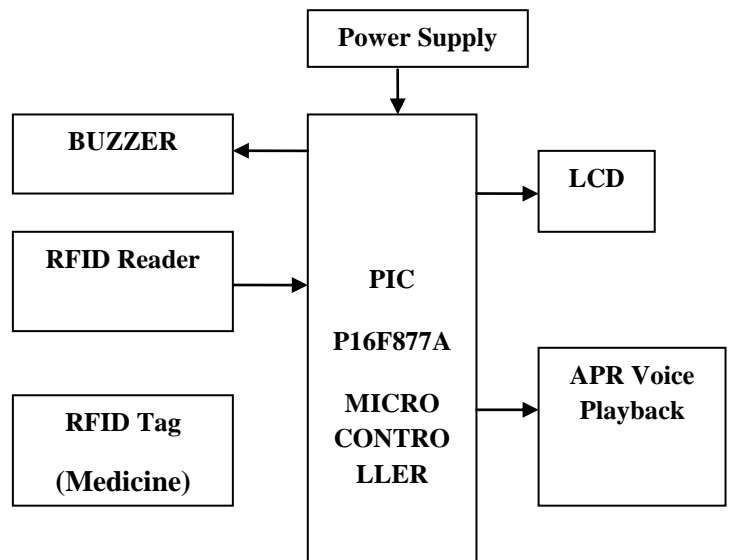 Power Supply
BUZZER
LCD
RFID Reader
PIC
P16F877A
MICRO
CONTRO
LLER
APR Voice
Playback
RFID Tag
(Medicine)